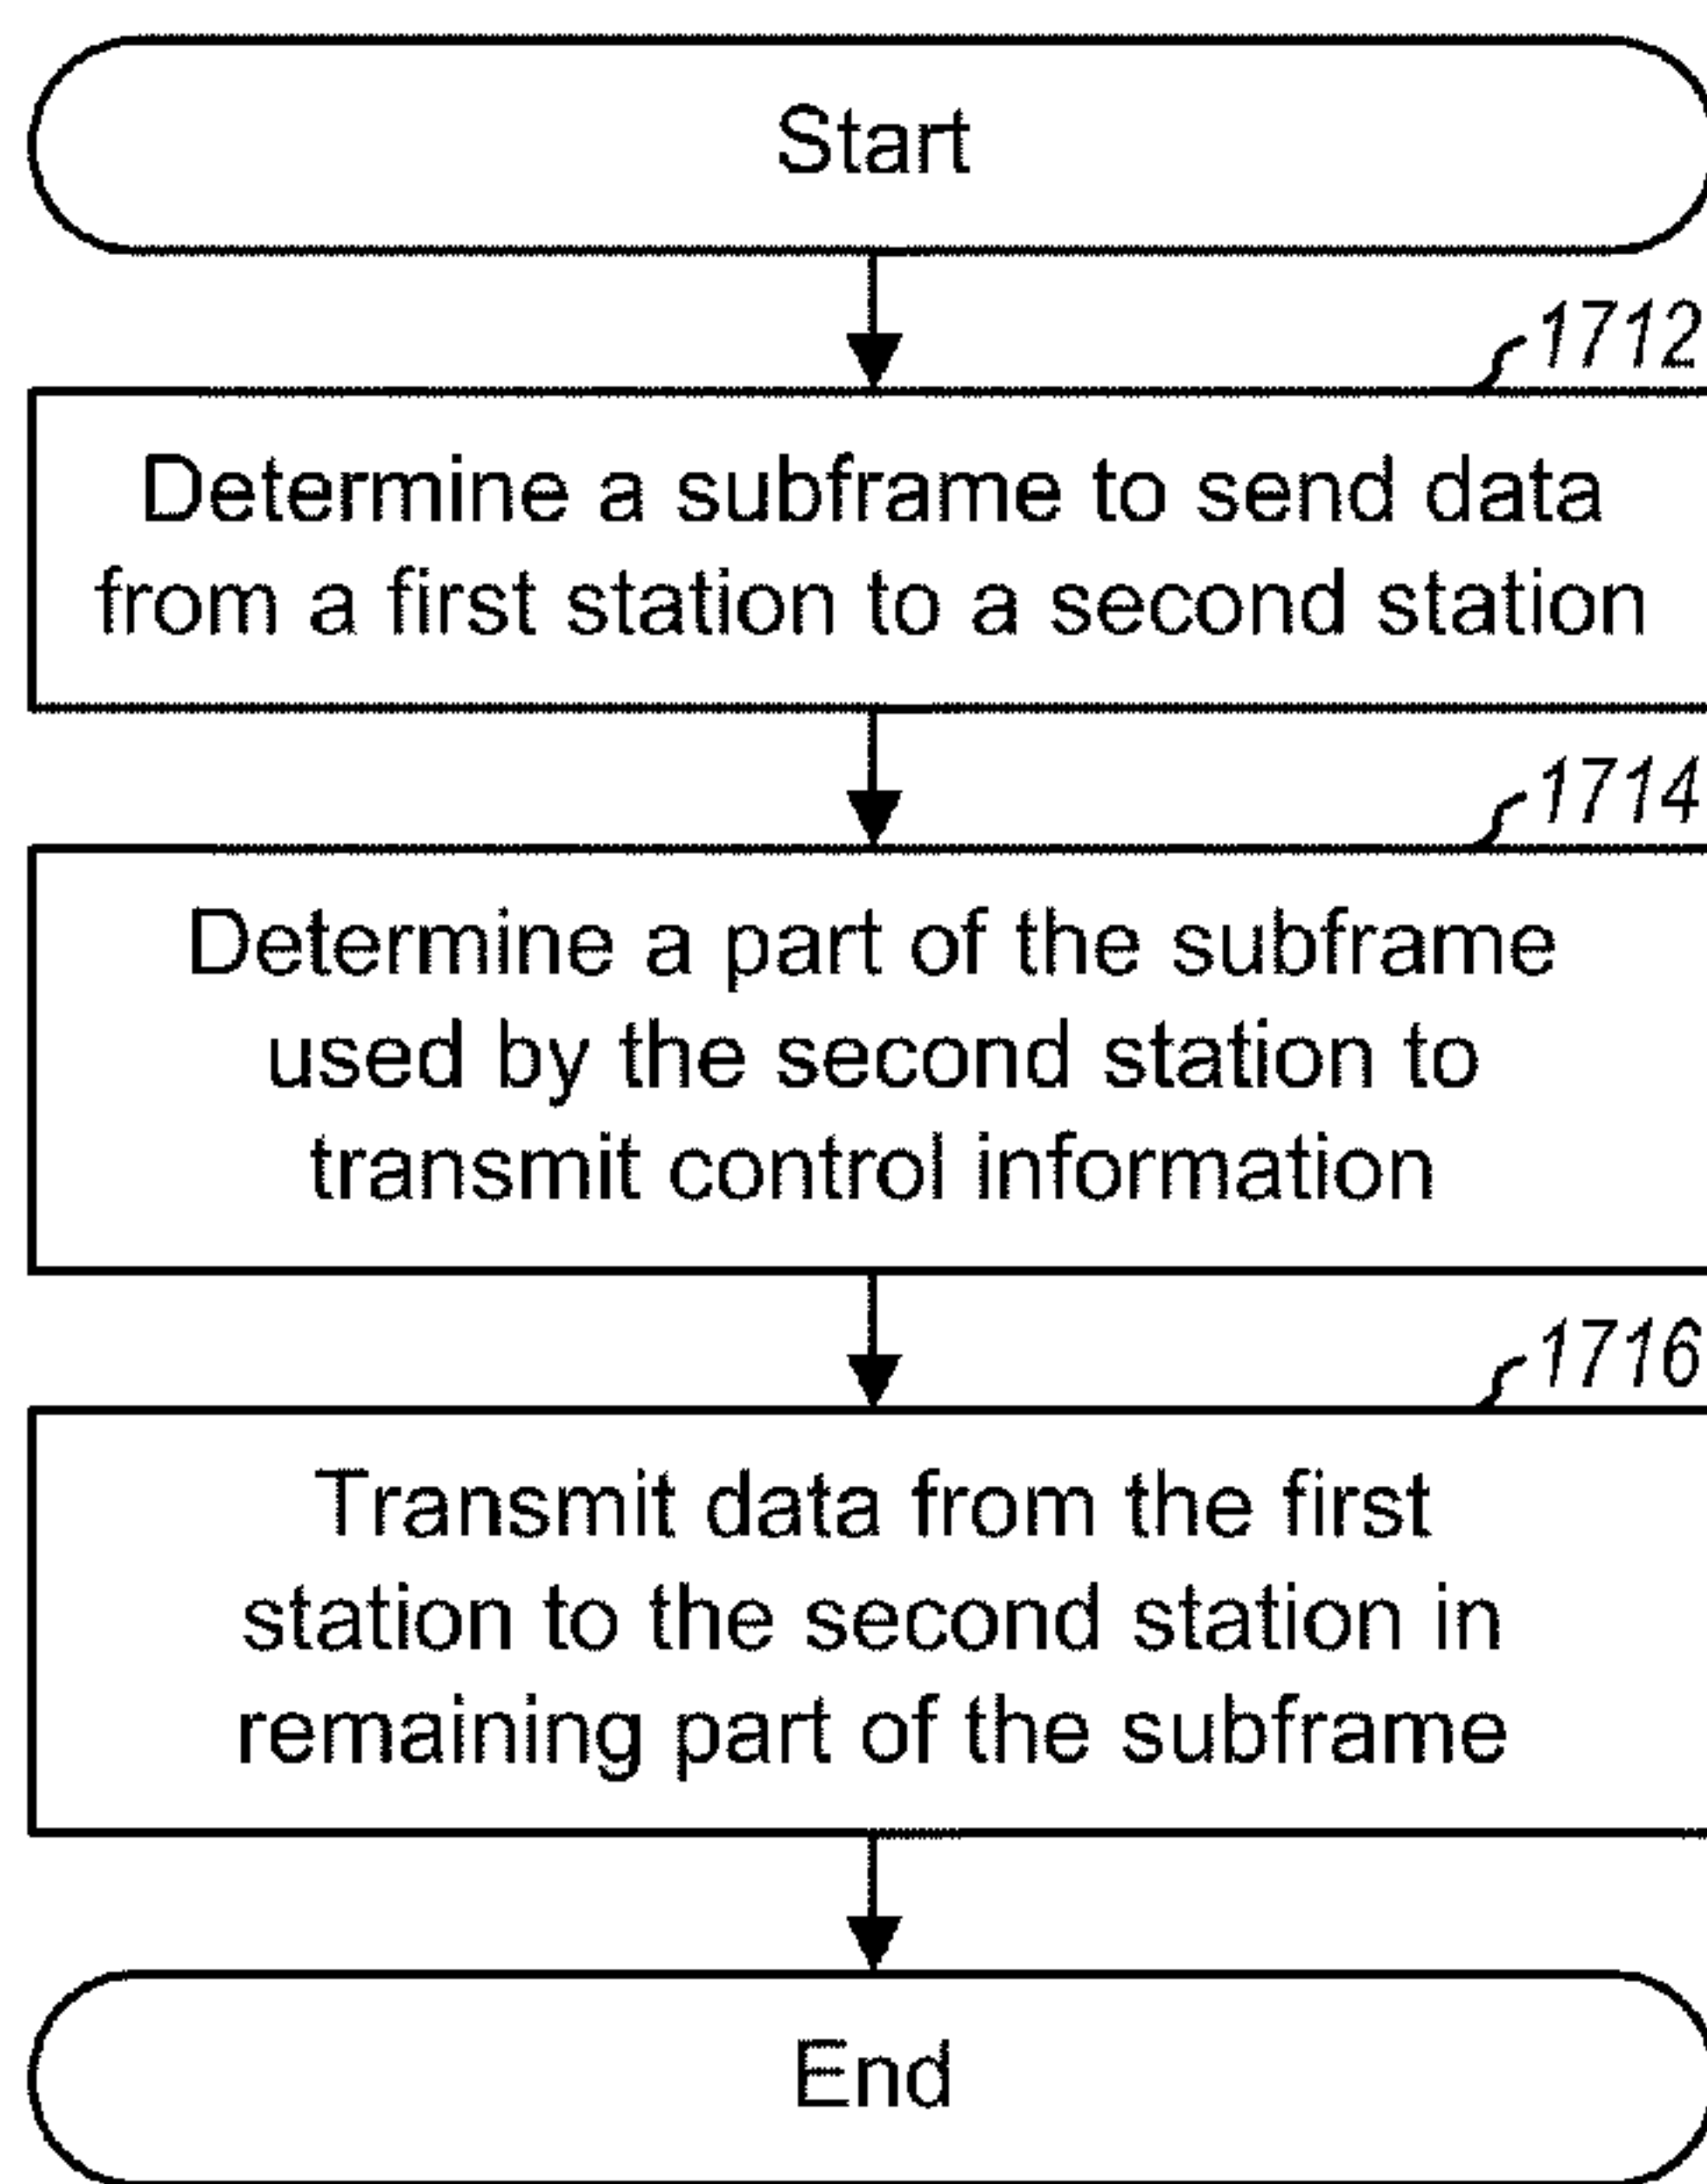 Start
1712
Determine a subframe to send data
from a first station to a second station
1714
Determine a part of the subframe
used by the second station to
transmit control information
1716
Transmit data from the first
station to the second station in
remaining part of the subframe
End